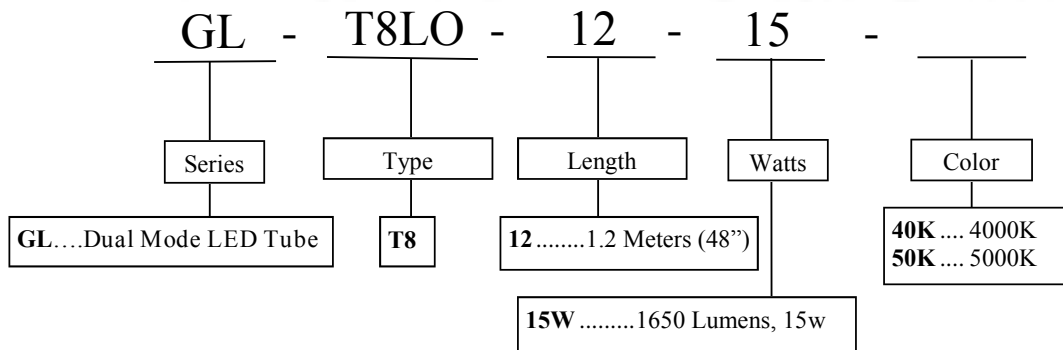 GL - T8LO - 12 - 15 -
Series Type Length Watts Color
GL....Dual Mode LED Tube
T8
12 ........1.2 Meters (48”)
40K .... 4000K
50K .... 5000K
15W .........1650 Lumens, 15w